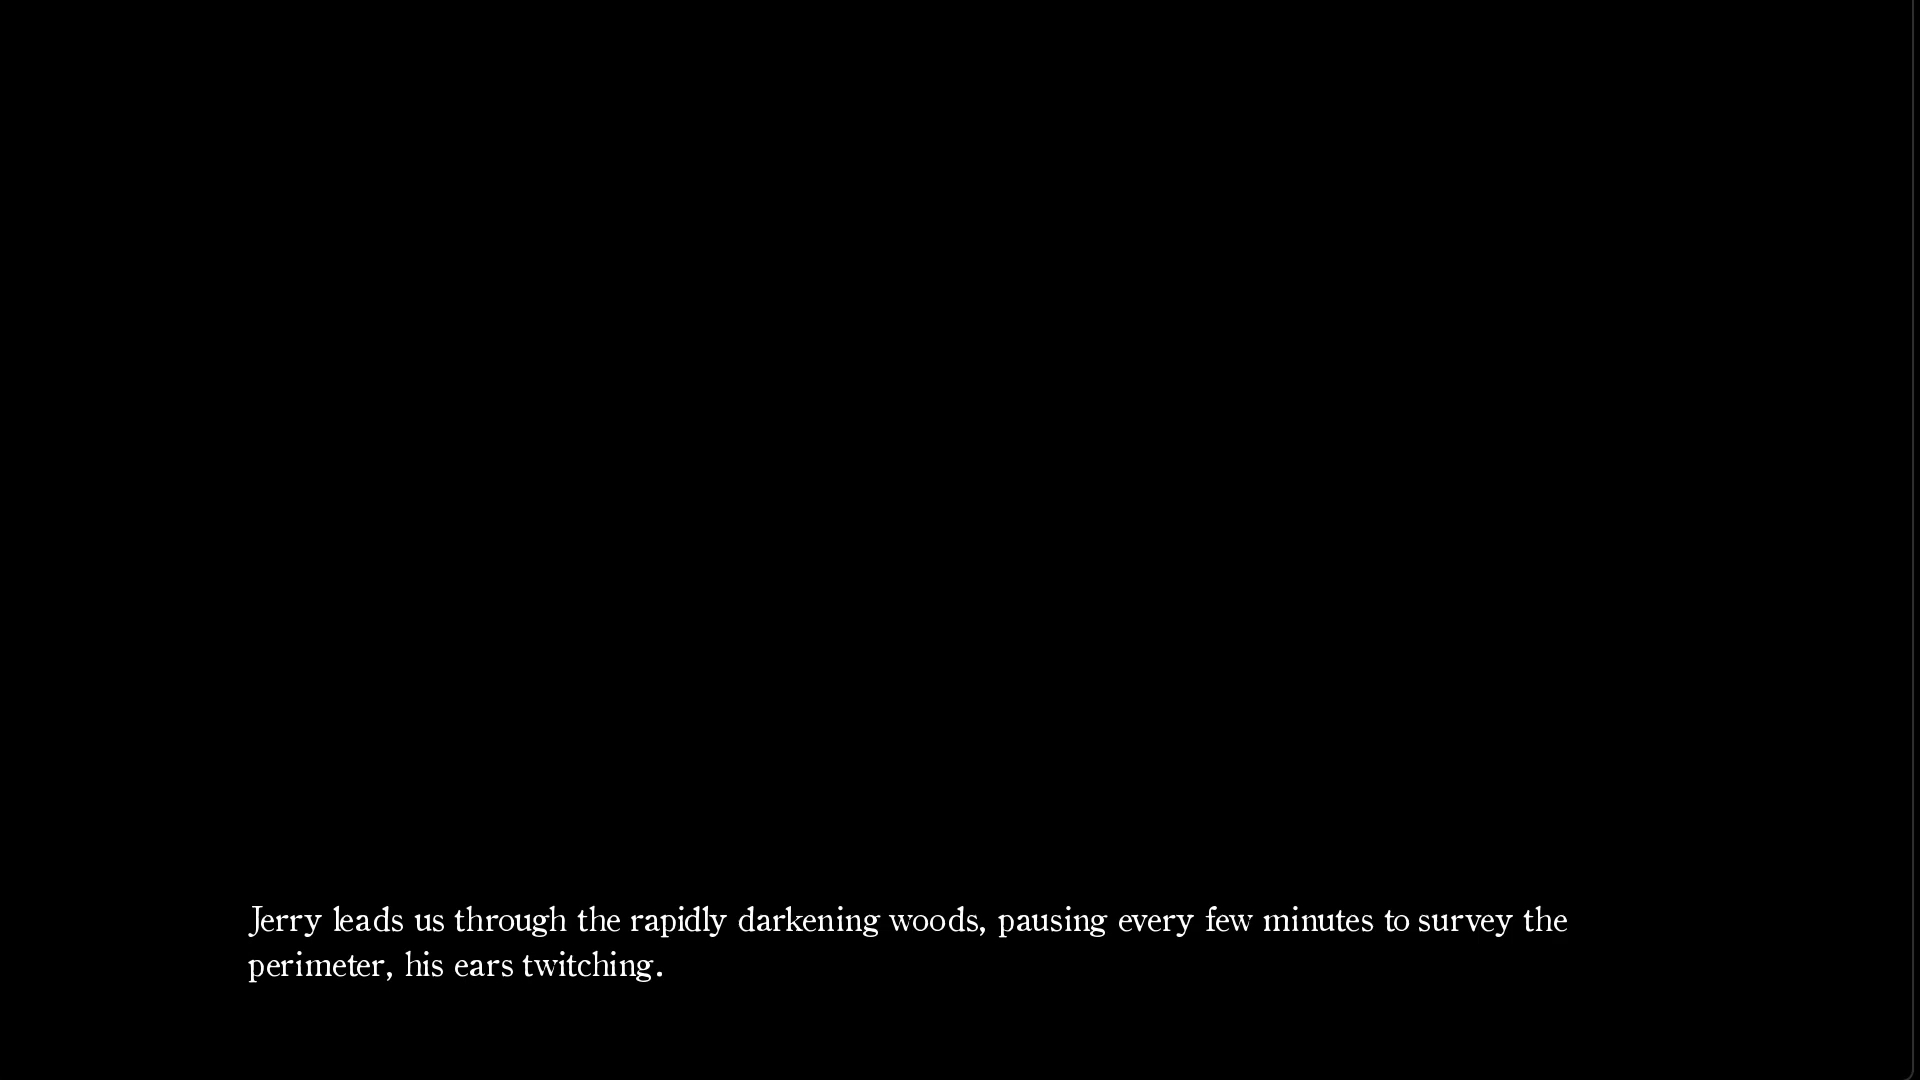 Jerry leads us through the rapidly darkening woods, pausing every few minutes to survey the
perimeter, his ears twitching.